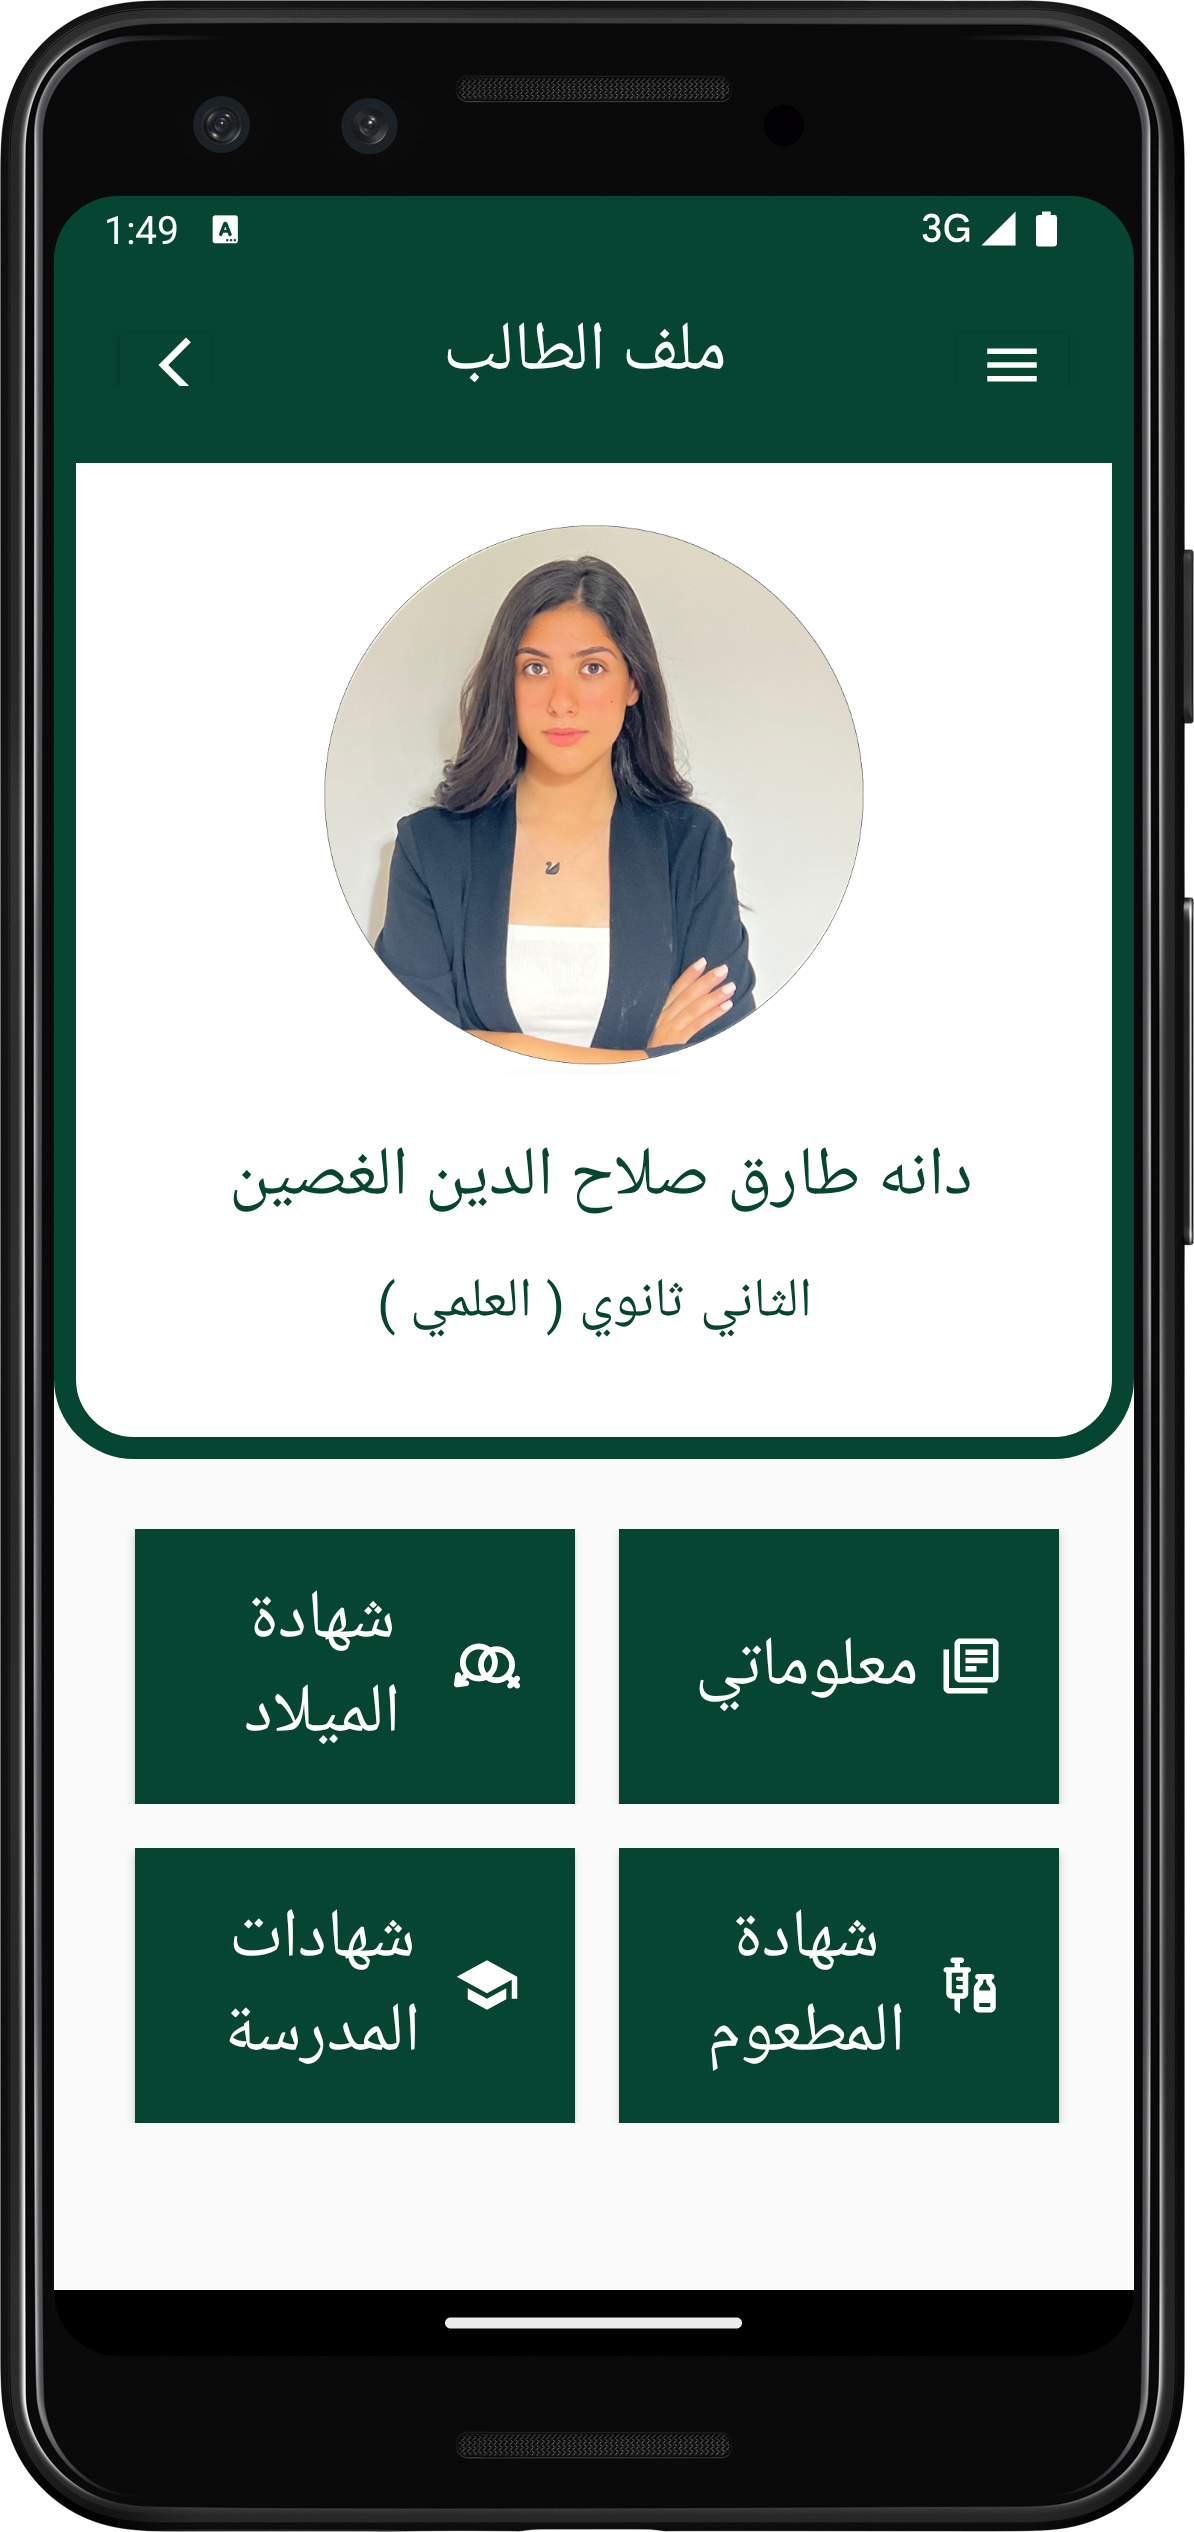 1:49 3G
ملف الطالب
دانه طارق صلاح الدين الغصين
الثاني ثانوي ( العلمي )
معلوماتي
شهادة
الميلاد
شهادة
المطعوم
شهادات
المدرسة